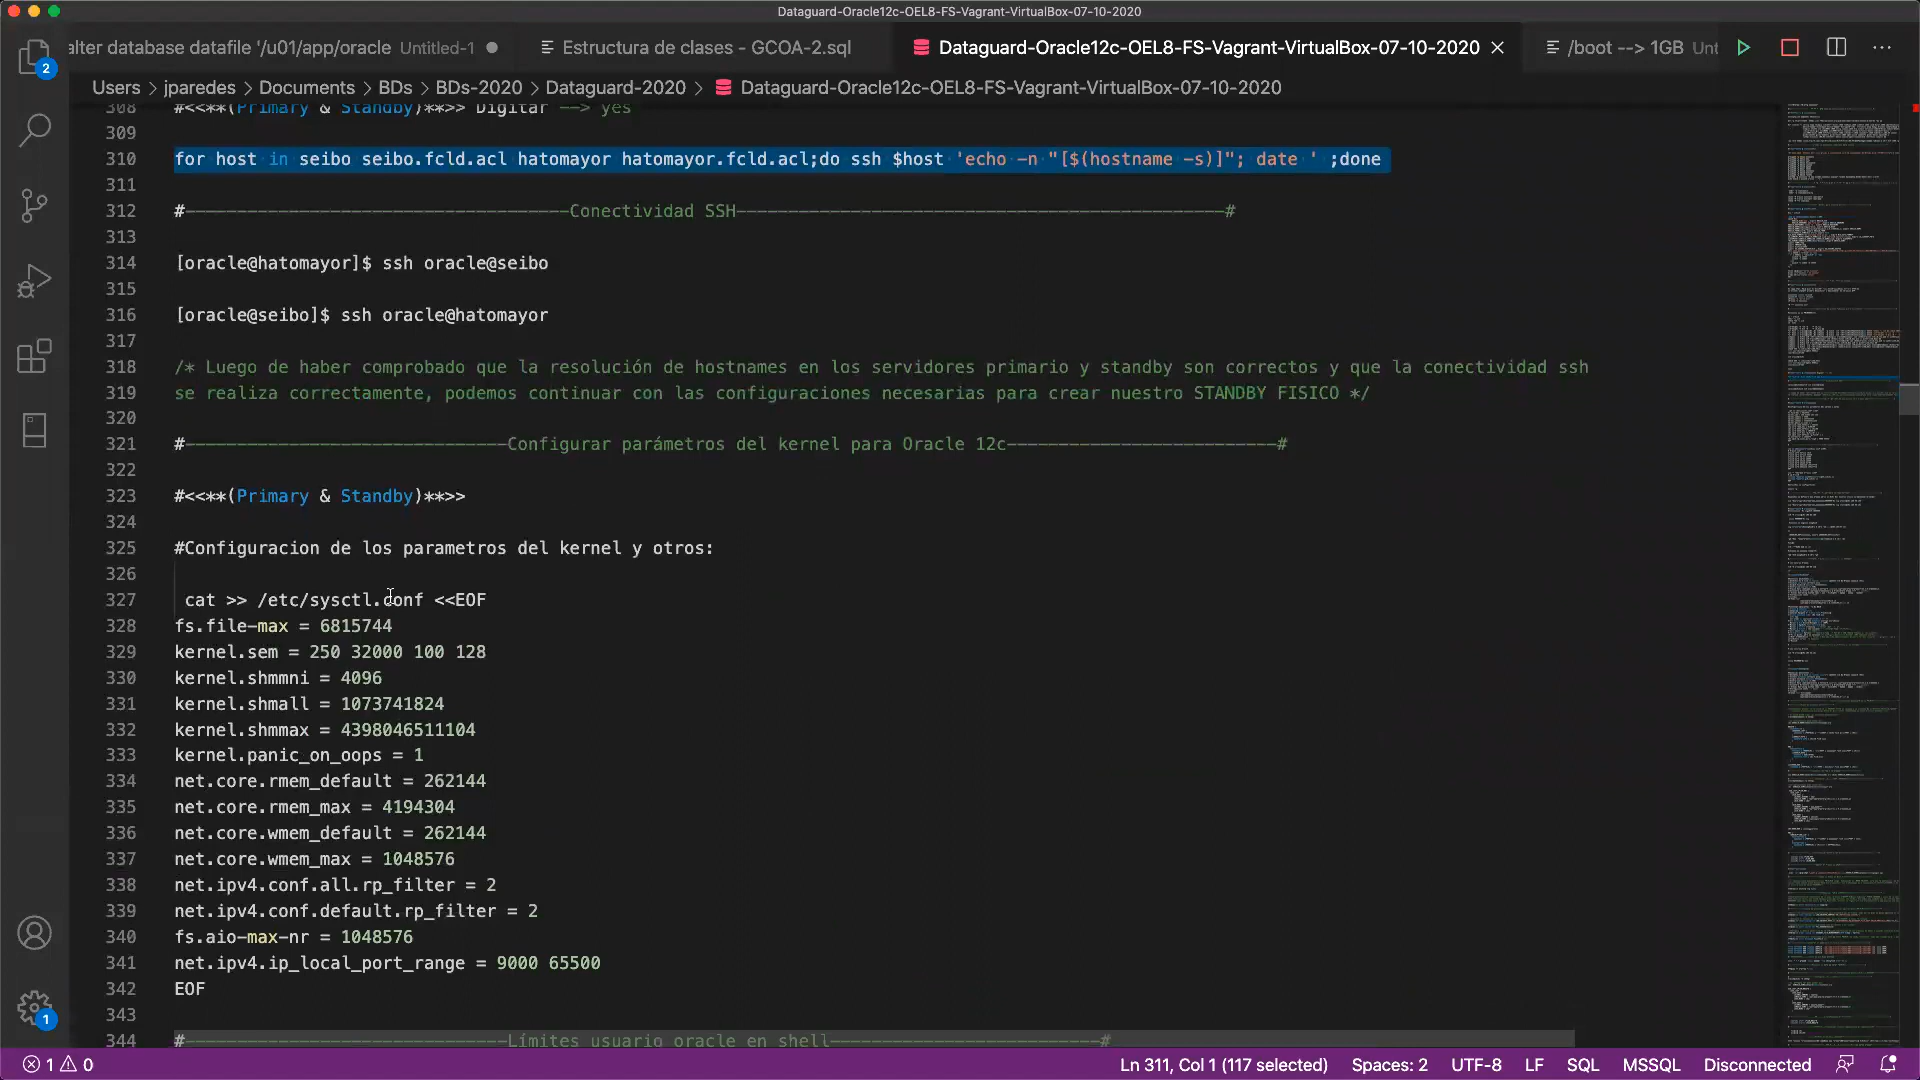 Dataguard-Oracle12c-OEL8-FS-Vagrant-VirtualBox-07-10-2020
alter database datafile '/u01/app/oracle Untitled-1
Estructura de clases - GCOA-2.sql
Dataguard-Oracle12c-OEL8-FS-Vagrant-VirtualBox-07-10-2020
/boot --> 1GB Unt
Users > jparedes > Documents > BDs > BDs-2020 > Dataguard-2020 > Dataguard-Oracle12c-OEL8-FS-Vagrant-VirtualBox-07-10-2020
308 #<<**(Primary & Standby)**>> Digitar --> yes
309
310 for host in seibo seibo.fcld.acl hatomayor hatomayor.fcld.acl;do ssh $host 'echo -n "[$(hostname -s)]"; date ' ;done
311
312 #-------------------------------------Conectividad SSH-----------------------------------------------#
313
314 [oracle@hatomayor]$ ssh oracle@seibo
315
316 [oracle@seibo]$ ssh oracle@hatomayor
317
318 /* Luego de haber comprobado que la resolución de hostnames en los servidores primario y standby son correctos y que la conectividad ssh
319 se realiza correctamente, podemos continuar con las configuraciones necesarias para crear nuestro STANDBY FISICO */
320
321 #-------------------------------Configurar parámetros del kernel para Oracle 12c--------------------------#
322
323 #<<**(Primary & Standby)**>>
324
325 #Configuracion de los parametros del kernel y otros:
326
327 cat >> /etc/sysctl.conf <<EOF
328 fs.file-max = 6815744
329 kernel.sem = 250 32000 100 128
330 kernel.shmmni = 4096
331 kernel.shmall = 1073741824
332 kernel.shmmax = 4398046511104
333 kernel.panic_on_oops = 1
334 net.core.rmem_default = 262144
335 net.core.rmem_max = 4194304
336 net.core.wmem_default = 262144
337 net.core.wmem_max = 1048576
338 net.ipv4.conf.all.rp_filter = 2
339 net.ipv4.conf.default.rp_filter = 2
340 fs.aio-max-nr = 1048576
341 net.ipv4.ip_local_port_range = 9000 65500
342 EOF
343
344 #-------------------------------Límites usuario oracle en shell--------------------------#
2
1
1 0
Ln 311, Col 1 (117 selected) Spaces: 2 UTF-8 LF SQL MSSQL Disconnected